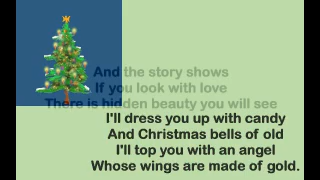 And the story shows
If you look with love
There is hidden beauty you will see
I'll dress you up with candy
And Christmas bells of old
I'll top you with an angel
Whose wings are made of gold.